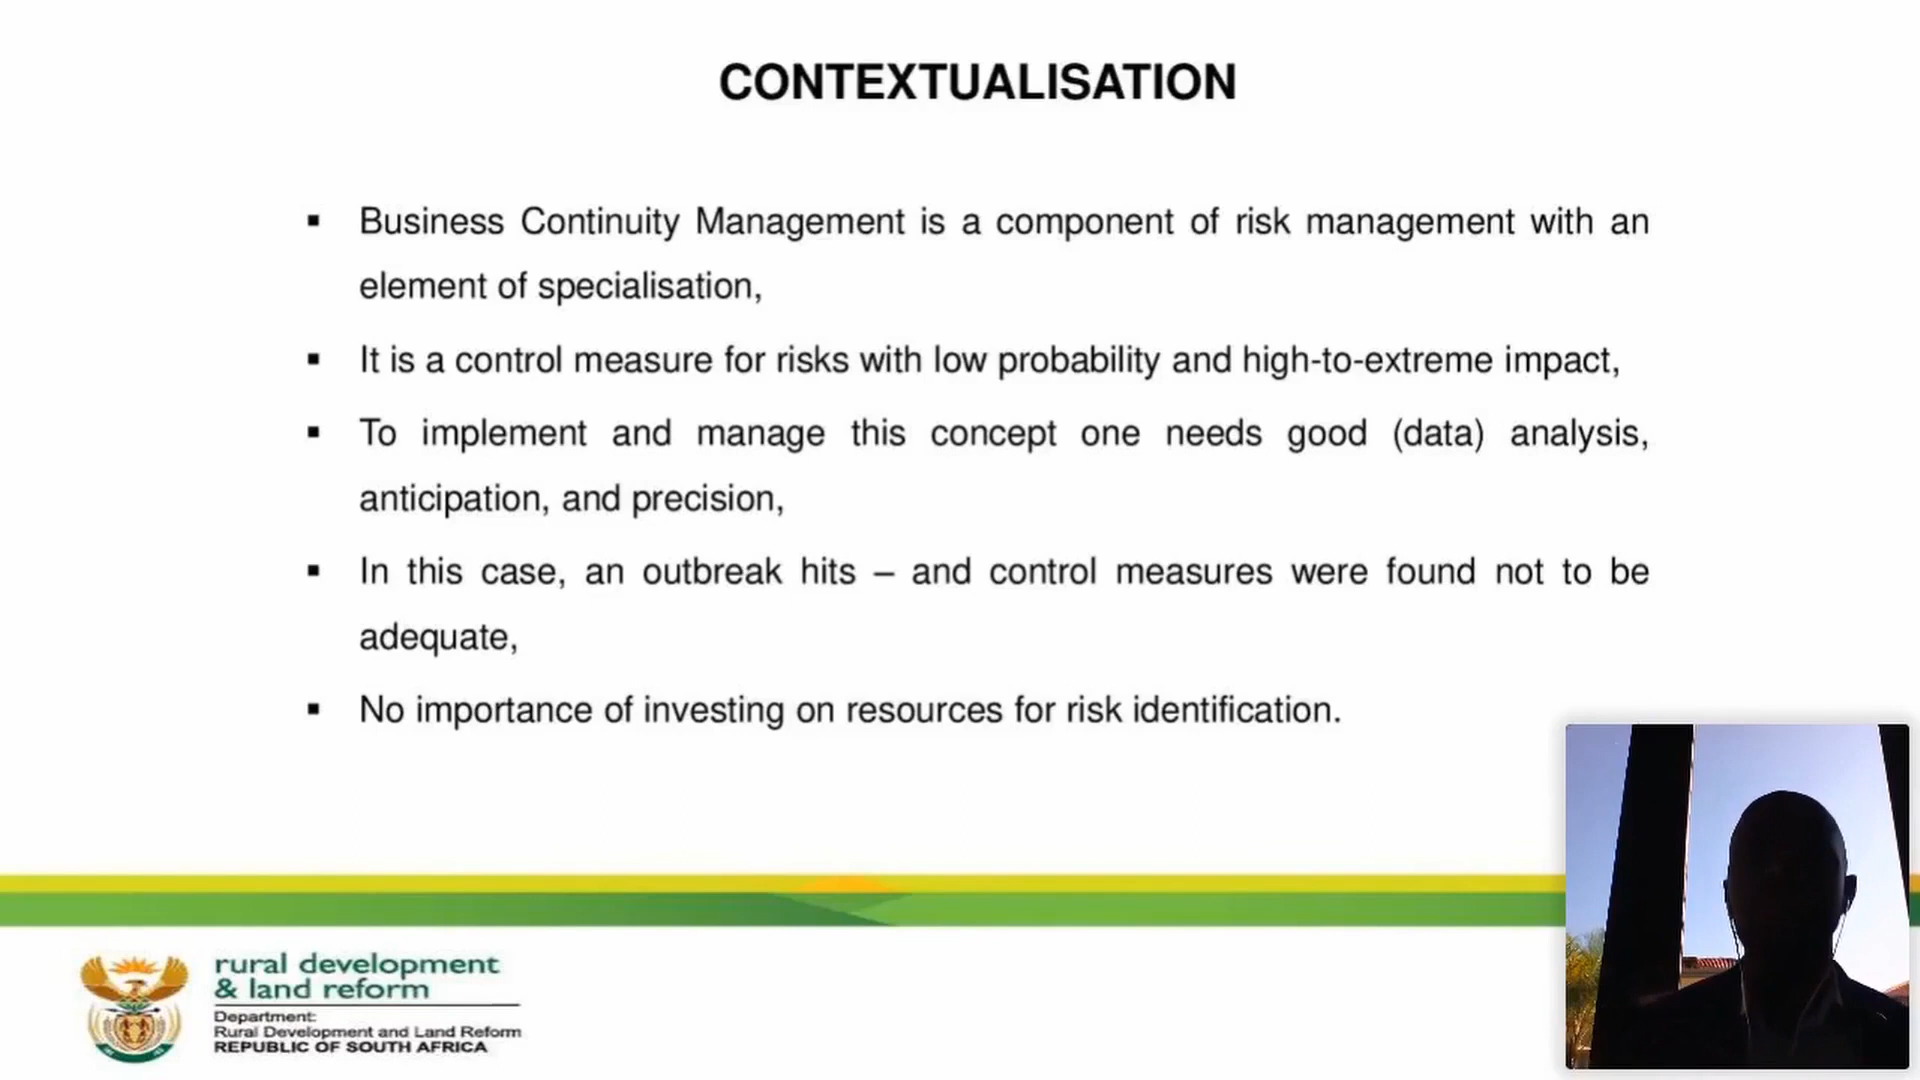 CONTEXTUALISATION
▪ Business Continuity Management is a component of risk management with an
element of specialisation,
▪ It is a control measure for risks with low probability and high-to-extreme impact,
▪ To implement and manage this concept one needs good (data) analysis,
anticipation, and precision,
▪ In this case, an outbreak hits – and control measures were found not to be
adequate,
▪ No importance of investing on resources for risk identification.
rural development
& land reform
Department:
Rural Development and Land Reform
REPUBLIC OF SOUTH AFRICA